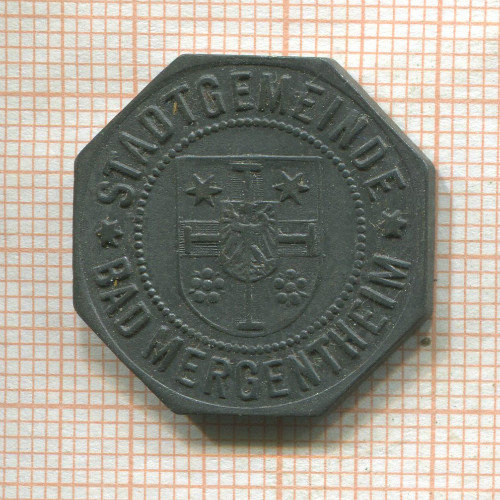 STADTGEMEINDE
* BAD MERGENTHEIM *